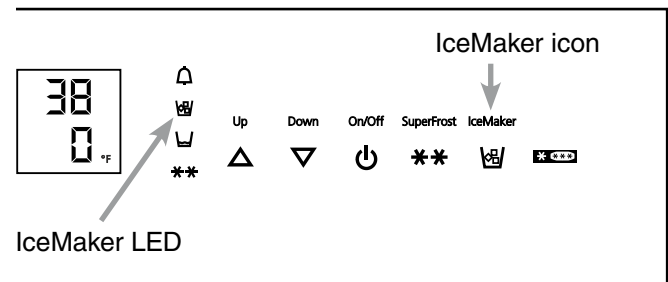 IceMaker icon
38
0 °F
Up Down On/Off SuperFrost IceMaker
IceMaker LED